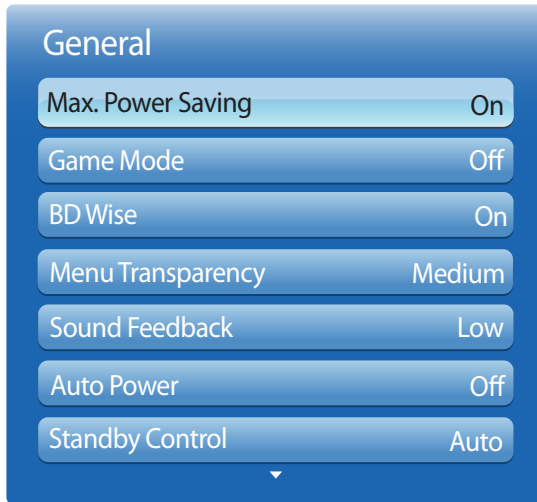 General
Max. Power Saving On
Game Mode Off
BD Wise On
Menu Transparency Medium
Sound Feedback Low
Auto Power Off
Standby Control Auto